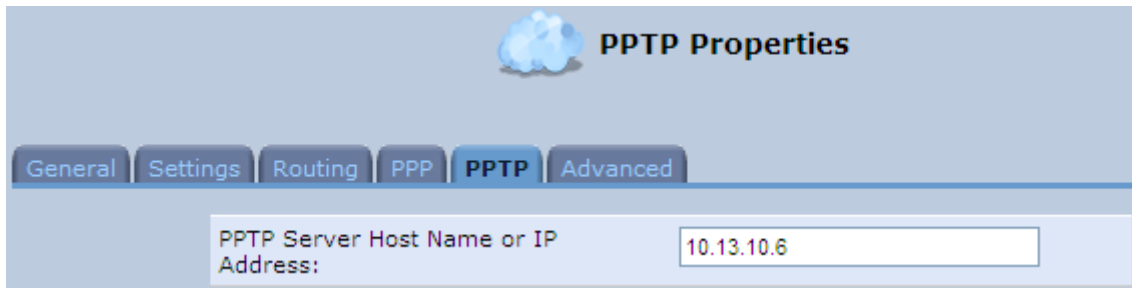 PPTP Properties
General Settings Routing PPP PPTP Advanced
PPTP Server Host Name or IP 10.13.10.6
Address: